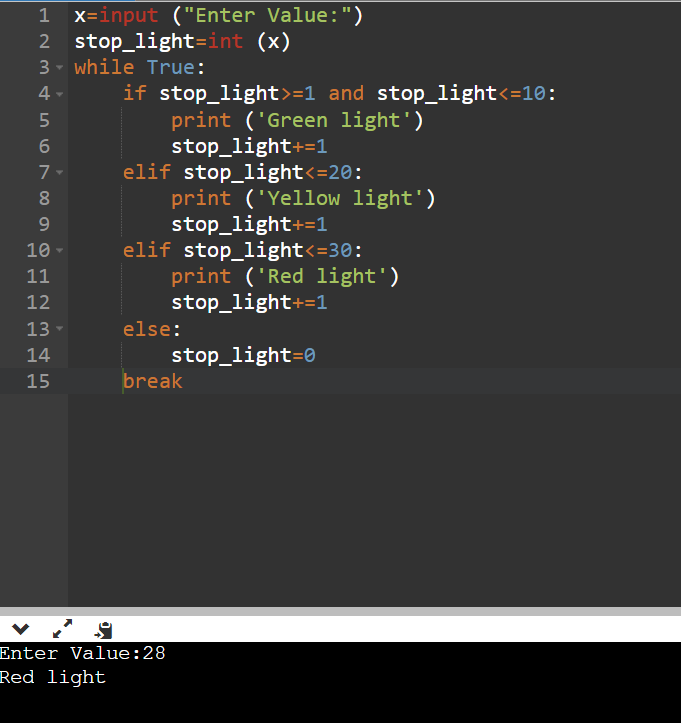 1 x=input ("Enter Value:")
2 stop_light=int (x)
3 while True:
4     if stop_light>=1 and stop_light<=10:
5         print ('Green light')
6         stop_light+=1
7     elif stop_light<=20:
8         print ('Yellow light')
9         stop_light+=1
10     elif stop_light<=30:
11         print ('Red light')
12         stop_light+=1
13     else:
14         stop_light=0
15     break
Enter Value:28
Red light